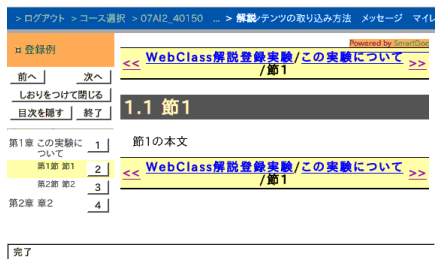 > ログアウト > コース選択 > 07AI2_40150 ... > 解説 テンツの取り込み方法 メッセージ マイレ
¤ 登録例
前へ 次へ
しおりをつけて閉じる
目次を隠す 終了
第1章 この実験について 1
第1節 節1 2
第2節 節2 3
第2章 章2 4
Powered by SmartDoc
<< WebClass解説登録実験/この実験について >>
/節1
1.1 節1
節1の本文
<< WebClass解説登録実験/この実験について >>
/節1
完了